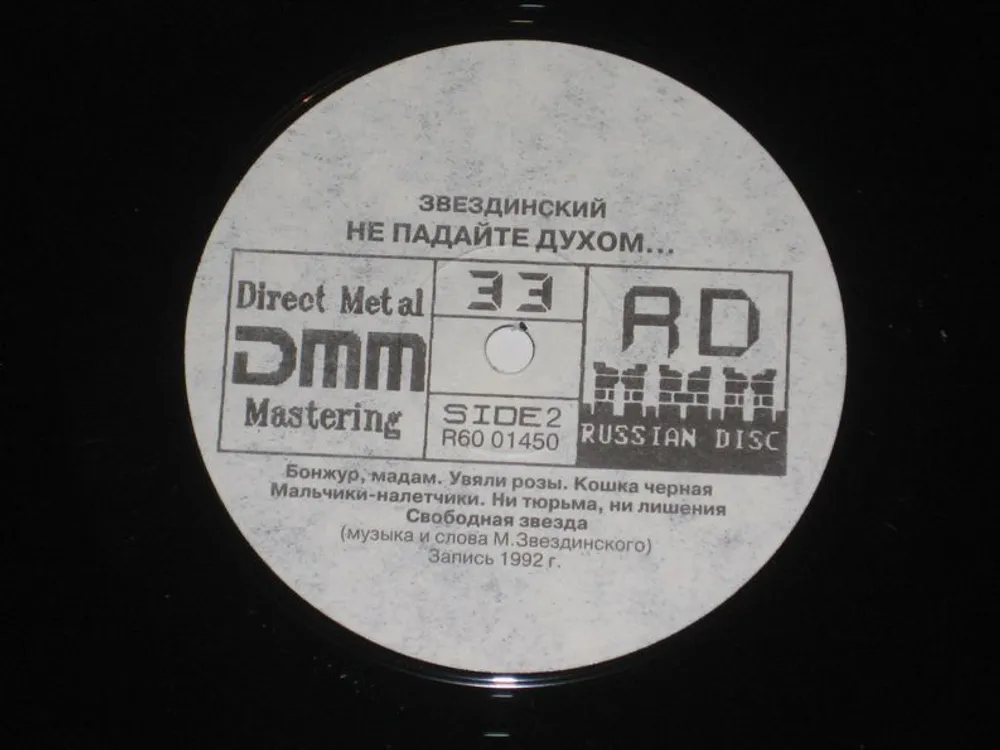 ЗВЕЗДИНСКИЙ
НЕ ПАДАЙТЕ ДУХОМ...
Direct Metal
DMM
Mastering
33
SIDE 2
R60 01450
RD
RUSSIAN DISC
Бонжур, мадам. Увяли розы. Кошка черная
Мальчики-налетчики. Ни тюрьма, ни лишения
Свободная звезда
(музыка и слова М.Звездинского)
Запись 1992 г.